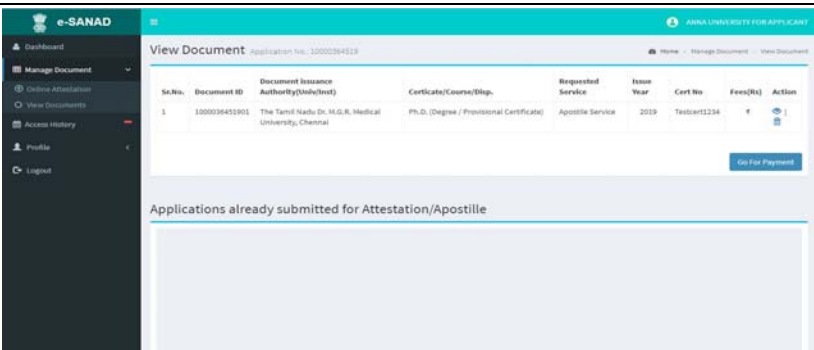 e-SANAD
ANNA UNIVERSITY FOR APPLICANT
Dashboard
Manage Document
Online Attestation
View Documents
Access History
Profile
Logout
View Document Application No.: 10000364519
Home - Manage Document - View Document
Sr.No. Document ID Document issuance Authority(Univ/Inst) Certicate/Course/Disp. Requested Service Issue Year Cert No Fees(Rs) Action
1 1000036451901 The Tamil Nadu Dr. M.G.R. Medical University, Chennai Ph.D. (Degree / Provisional Certificate) Apostile Service 2019 Testcert1234 ₹
Go For Payment
Applications already submitted for Attestation/Apostille